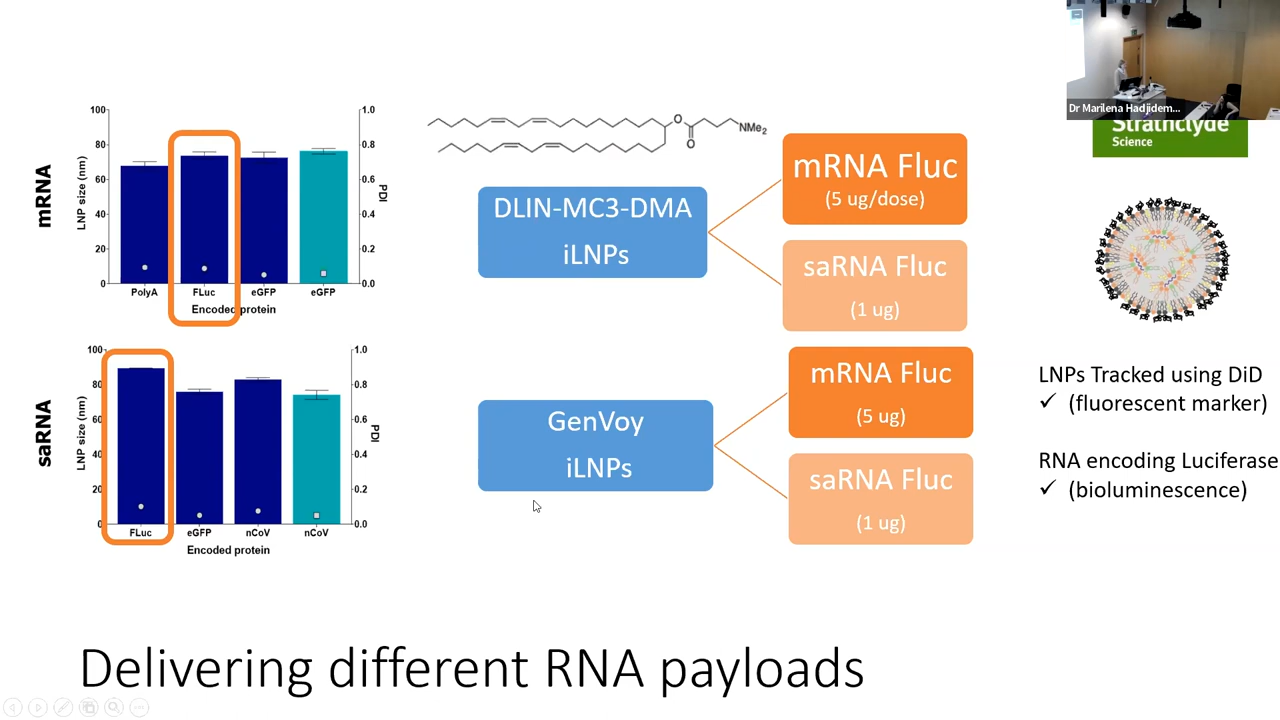 Dr Marilena Hadjidem...
Strathclyde
Science
mRNA
LNP size (nm)
100
80
60
40
20
0
1.0
0.8
0.6
0.4
0.2
0.0
PDI
PolyA
FLuc
eGFP
eGFP
Encoded protein
saRNA
LNP size (nm)
100
80
60
40
20
0
1.0
0.8
0.6
0.4
0.2
0.0
PDI
FLuc
eGFP
nCoV
nCoV
Encoded protein
O
O
NMe2
DLIN-MC3-DMA
iLNPs
mRNA Fluc
(5 ug/dose)
saRNA Fluc
(1 ug)
GenVoy
iLNPs
mRNA Fluc
(5 ug)
saRNA Fluc
(1 ug)
LNPs Tracked using DiD
✓ (fluorescent marker)
RNA encoding Luciferase
✓ (bioluminescence)
Delivering different RNA payloads